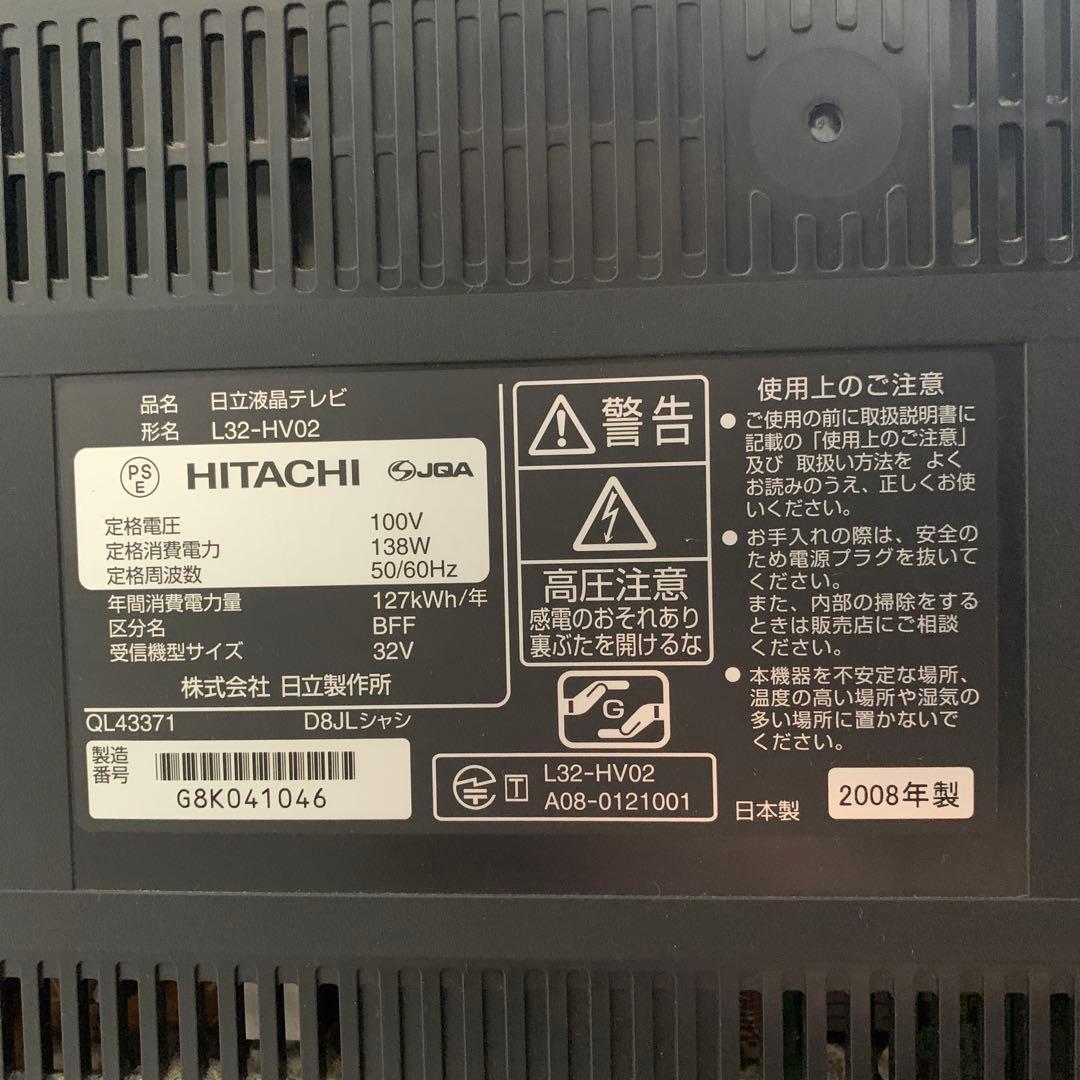 品名 日立液晶テレビ
形名 L32-HV02
PS
E
HITACHI JQA
定格電圧 100V
定格消費電力 138W
定格周波数 50/60Hz
年間消費電力量 127kWh/年
区分名 BFF
受信機型サイズ 32V
株式会社 日立製作所
QL43371 D8JLシャシ
製造
番号
G8K041046
警告
高圧注意
感電のおそれあり
裏ぶたを開けるな
G
T L32-HV02
A08-0121001
使用上のご注意
●ご使用の前に取扱説明書に
記載の「使用上のご注意」
及び 取扱い方法を よく
お読みのうえ、正しくお使
いください。
●お手入れの際は、安全の
ため電源プラグを抜いて
ください。
また、内部の掃除をする
ときは販売店にご相談
ください。
●本機器を不安定な場所、
温度の高い場所や湿気の
多い場所に置かないで
ください。
日本製 2008年製